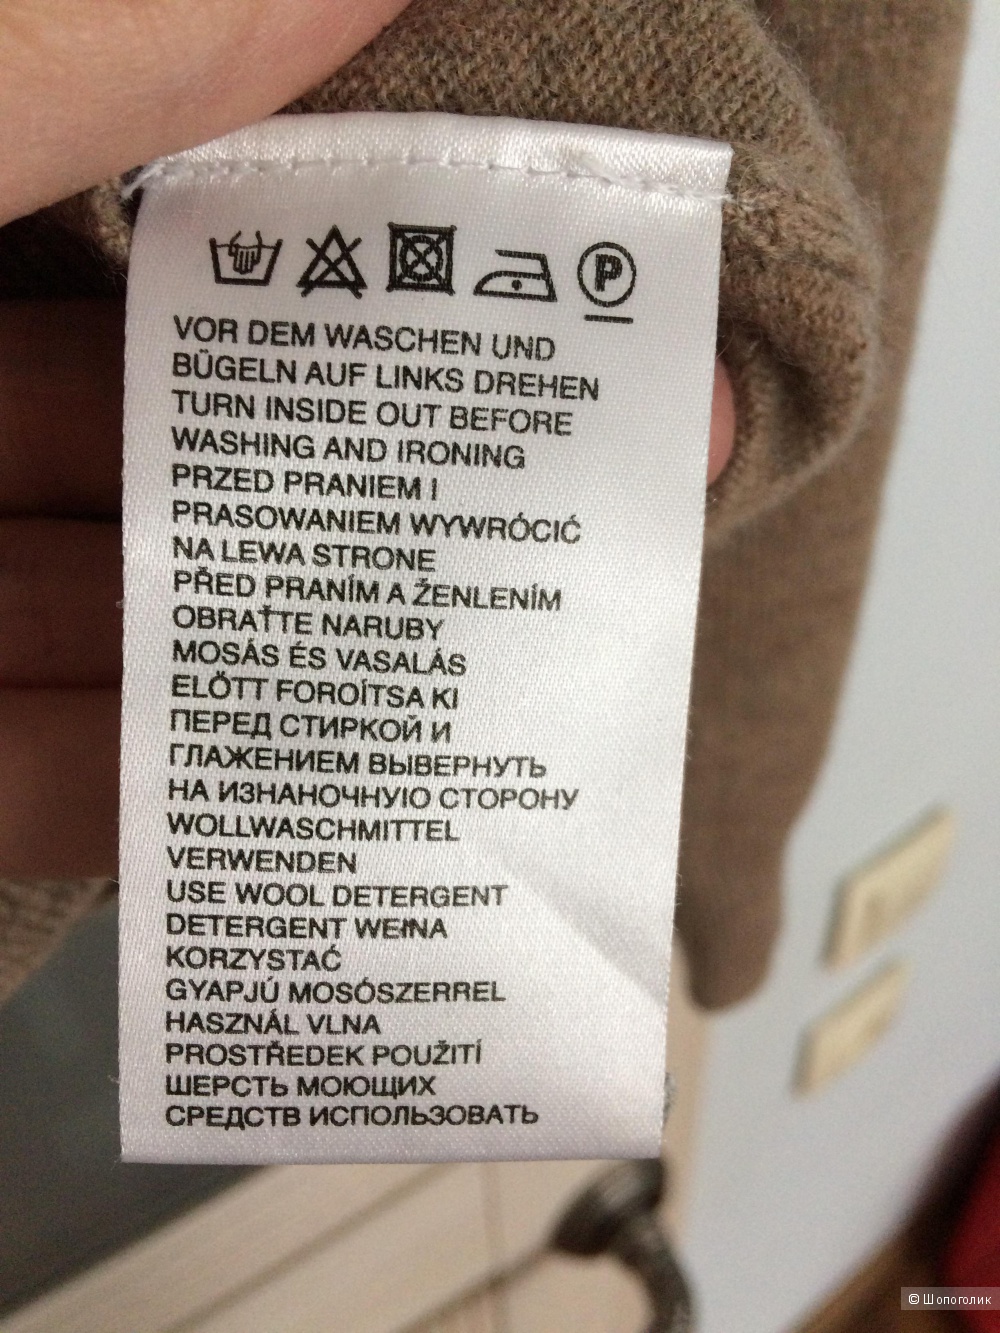 P
VOR DEM WASCHEN UND
BÜGELN AUF LINKS DREHEN
TURN INSIDE OUT BEFORE
WASHING AND IRONING
PRZED PRANIEM I
PRASOWANIEM WYWRÓCIĆ
NA LEWA STRONE
PŘED PRANÍM A ŽENLENÍM
OBRAŤTE NARUBY
MOSÁS ÉS VASALÁS
ELÖTT FOROÍTSA KI
ПЕРЕД СТИРКОЙ И
ГЛАЖЕНИЕМ ВЫВЕРНУТЬ
НА ИЗНАНОЧНУЮ СТОРОНУ
WOLLWASCHMITTEL
VERWENDEN
USE WOOL DETERGENT
DETERGENT WEłNA
KORZYSTAĆ
GYAPJÚ MOSÓSZERREL
HASZNÁL VLNA
PROSTŘEDEK POUŽITÍ
ШЕРСТЬ МОЮЩИХ
СРЕДСТВ ИСПОЛЬЗОВАТЬ
© Шопоголик